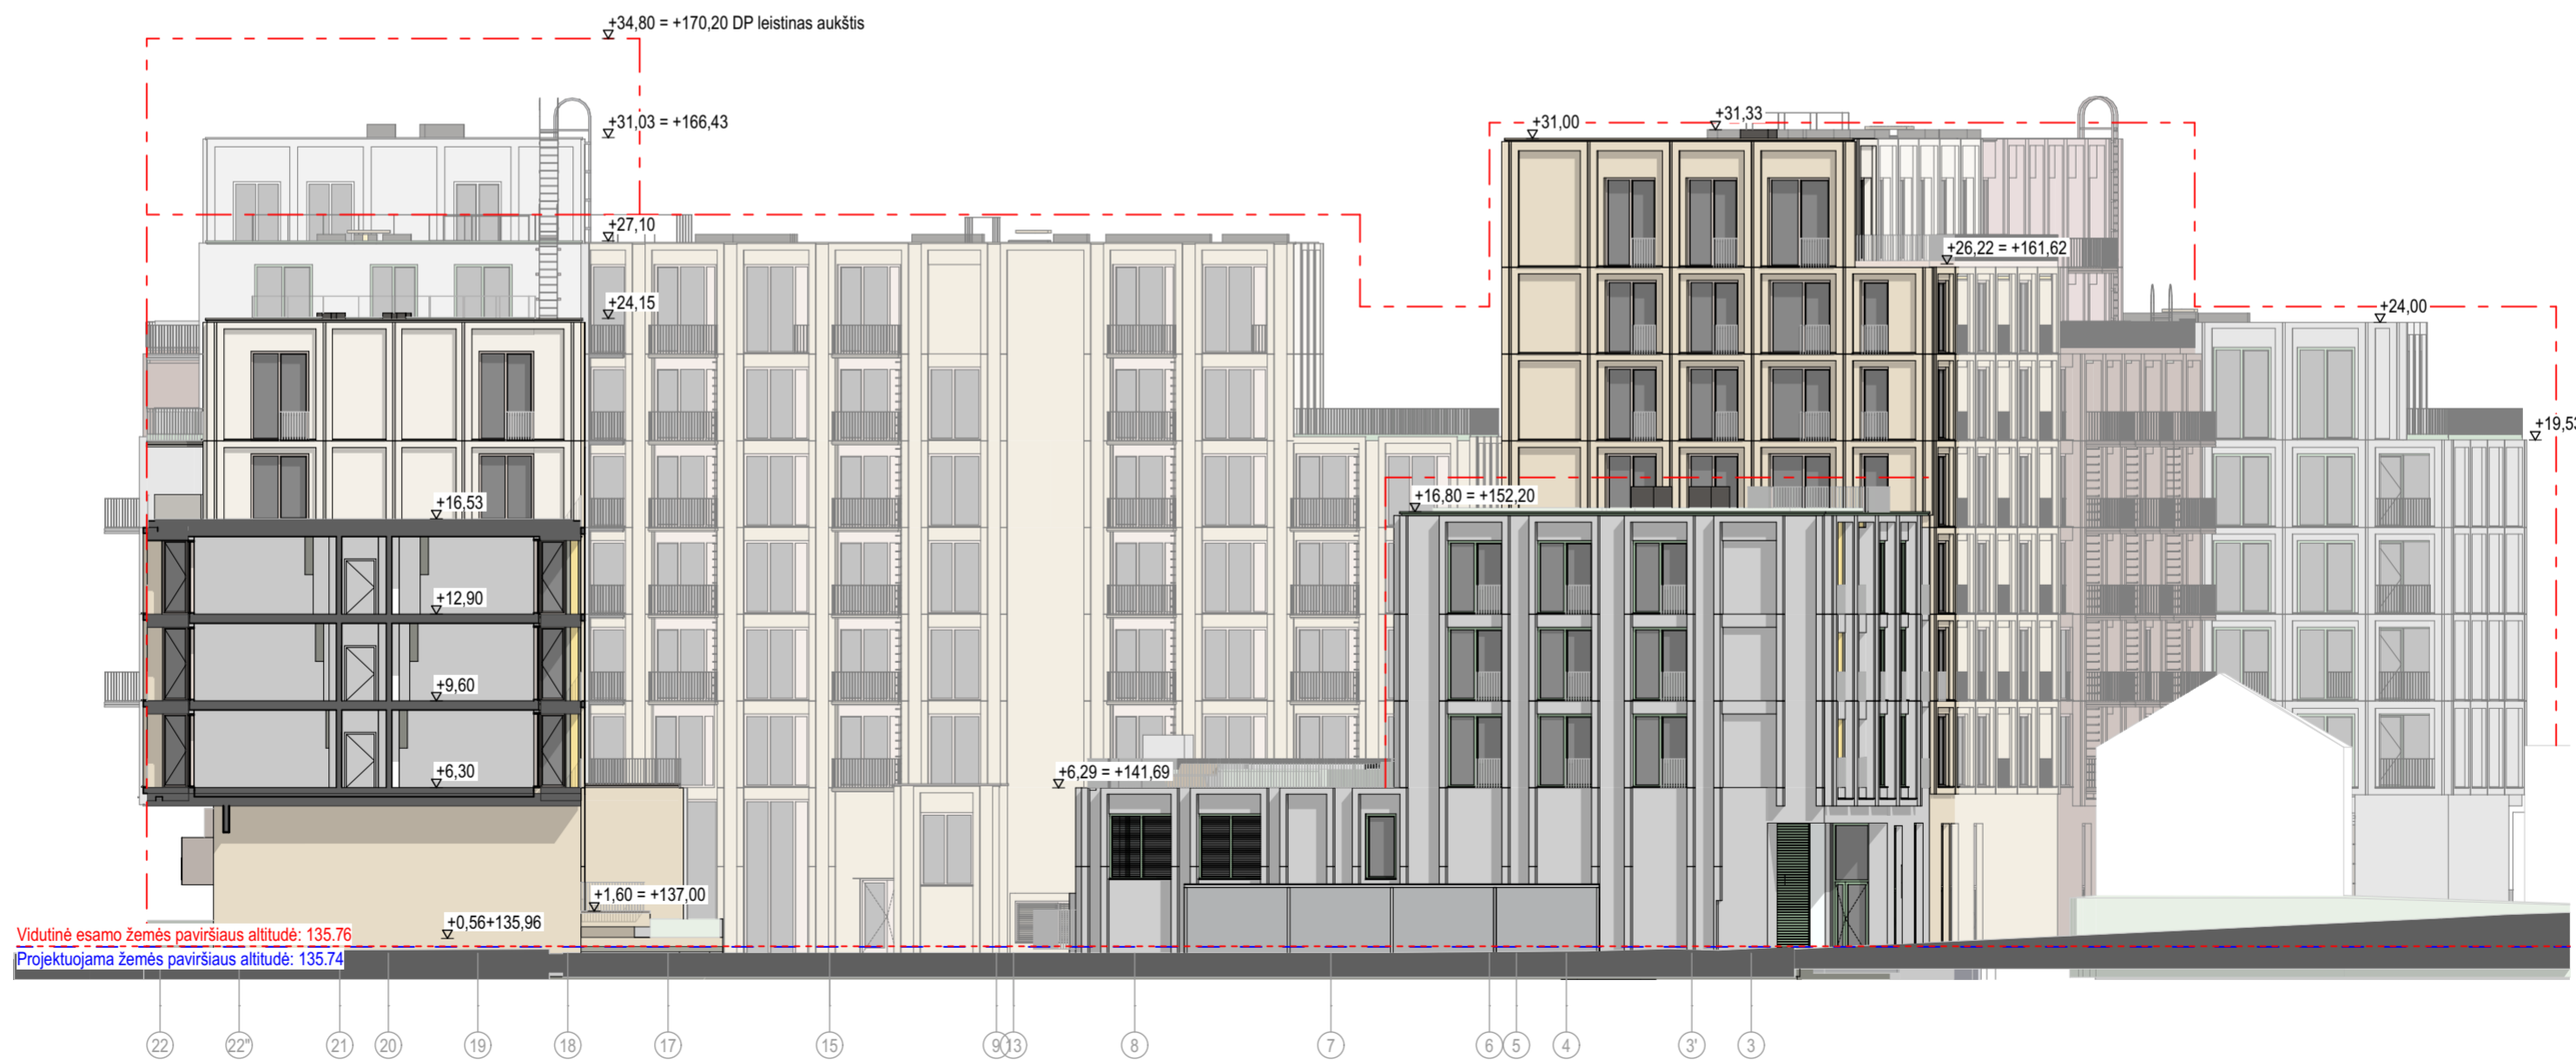 +34,80 = +170,20 DP leistinas aukštis
+31,03 = +166,43
+31,00
+31,33
+27,10
+26,22 = +161,62
+24,15
+24,00
+19,53
+16,53
+16,80 = +152,20
+12,90
+9,60
+6,30
+6,29 = +141,69
+1,60 = +137,00
+0,56+135,96
Vidutinė esamo žemės paviršiaus altitudė: 135.76
Projektuojama žemės paviršiaus altitudė: 135.74
22 22" 21 20 19 18 17 15 9 13 8 7 6 5 4 3' 3